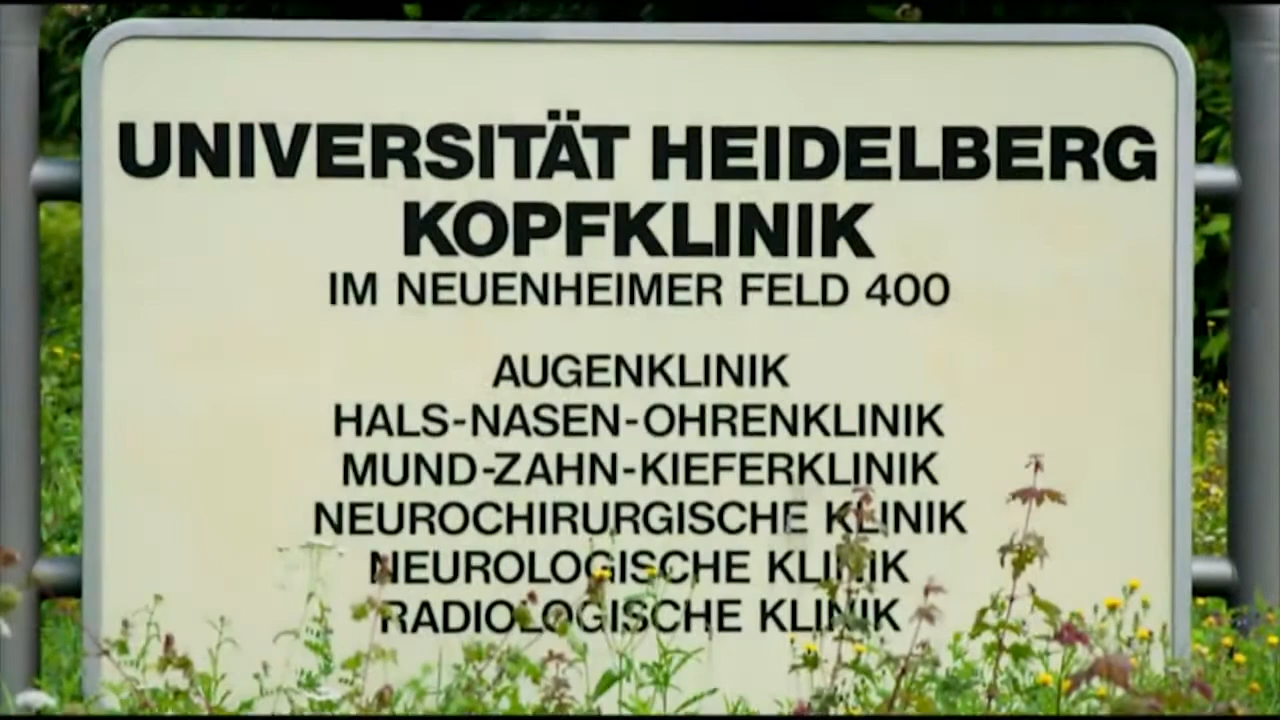 UNIVERSITÄT HEIDELBERG
KOPFKLINIK
IM NEUENHEIMER FELD 400
AUGENKLINIK
HALS-NASEN-OHRENKLINIK
MUND-ZAHN-KIEFERKLINIK
NEUROCHIRURGISCHE KLINIK
NEUROLOGISCHE KLINIK
RADIOLOGISCHE KLINIK